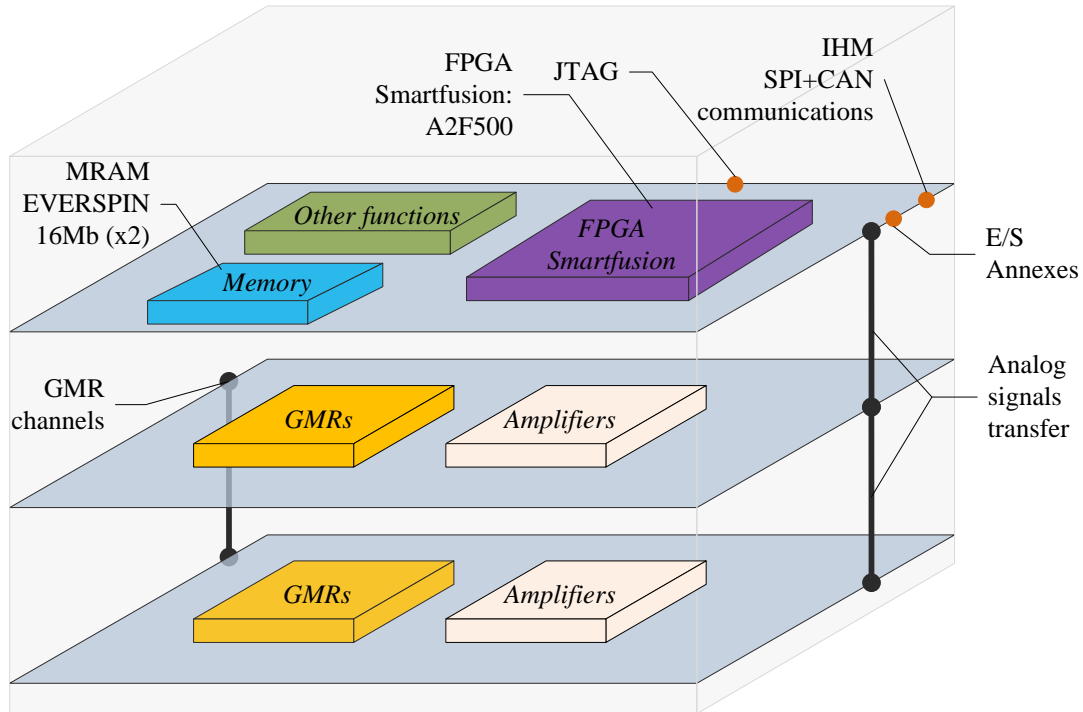 FPGA
Smartfusion:
A2F500
JTAG
IHM
SPI+CAN
communications
MRAM
EVERSPIN
16Mb (x2)
Other functions
FPGA
Smartfusion
Memory
E/S
Annexes
GMR
channels
GMRs
Amplifiers
Analog
signals
transfer
GMRs
Amplifiers